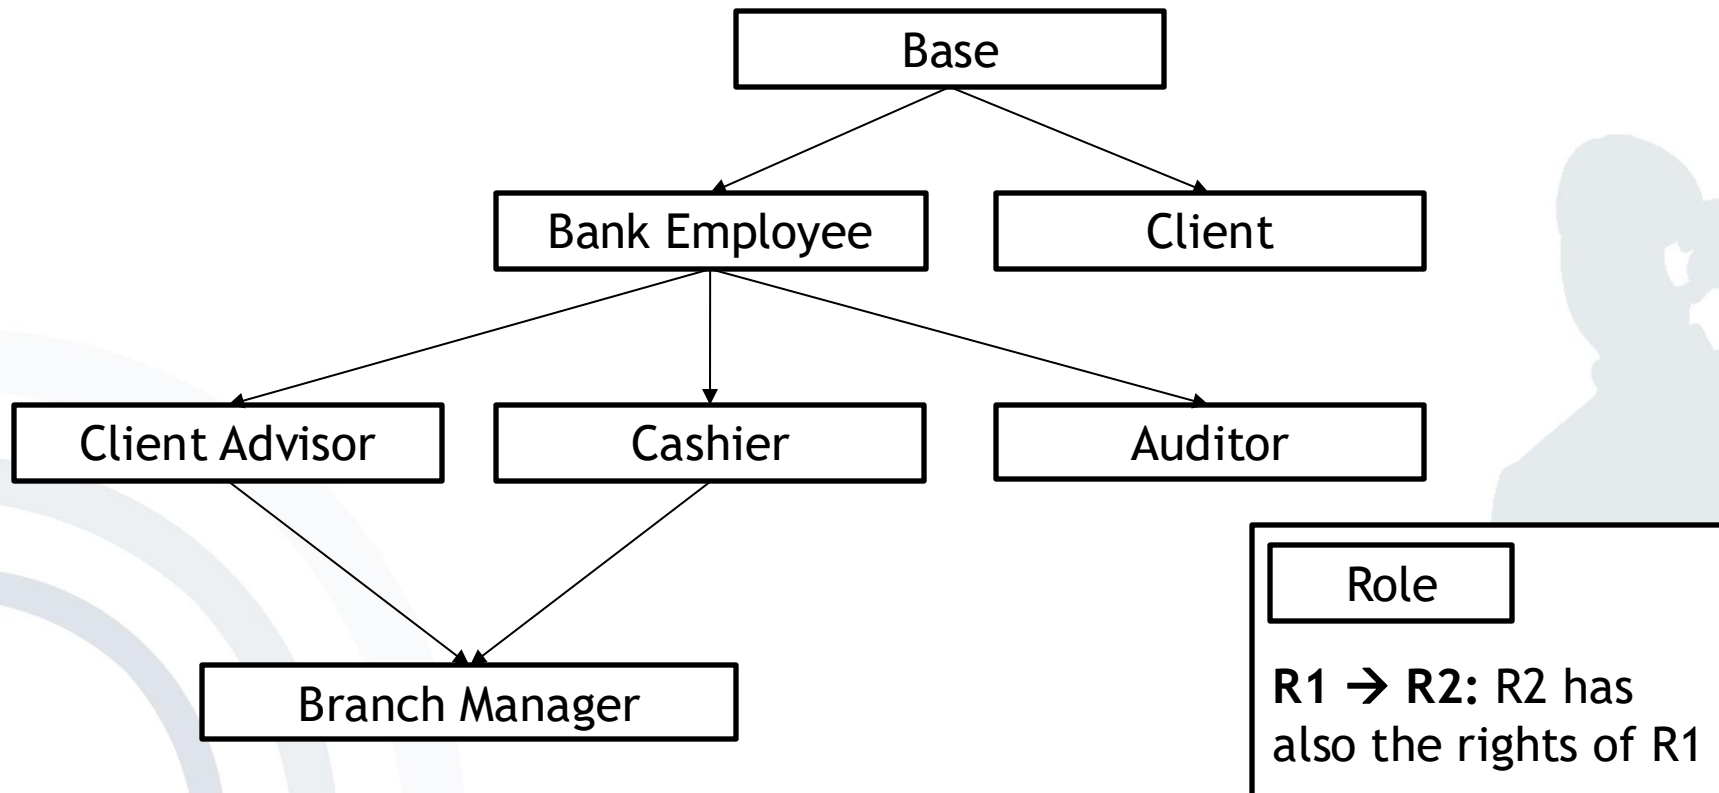 Base
Bank Employee
Client
Client Advisor
Cashier
Auditor
Branch Manager
Role
R1 → R2: R2 has
also the rights of R1